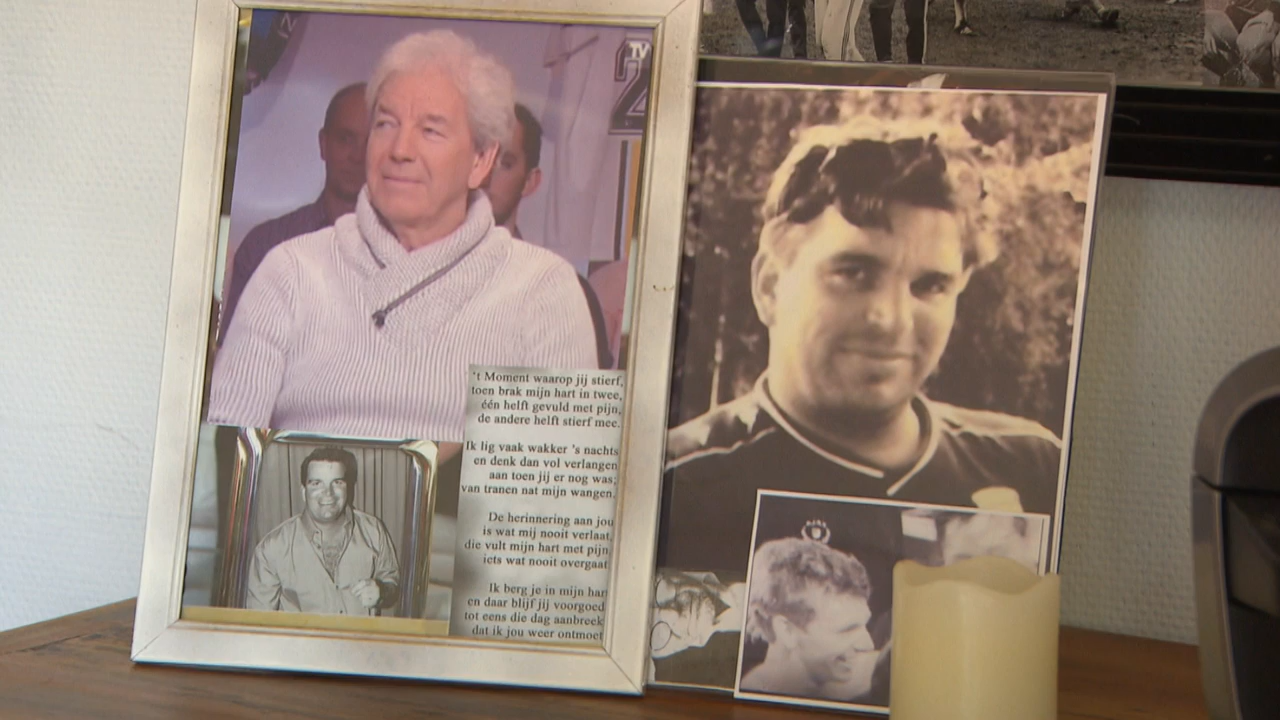 TV
2
't Moment waarop jij stierf,
toen brak mijn hart in twee,
één helft gevuld met pijn,
de andere helft stierf mee.
Ik lig vaak wakker 's nachts
en denk dan vol verlangen
aan toen jij er nog was;
van tranen nat mijn wangen.
De herinnering aan jou
is wat mij nooit verlaat,
die vult mijn hart met pijn
iets wat nooit overgaat
Ik berg je in mijn hart
en daar blijf jij voorgoed
tot eens die dag aanbreek
dat ik jou weer ontmoet
AJAX